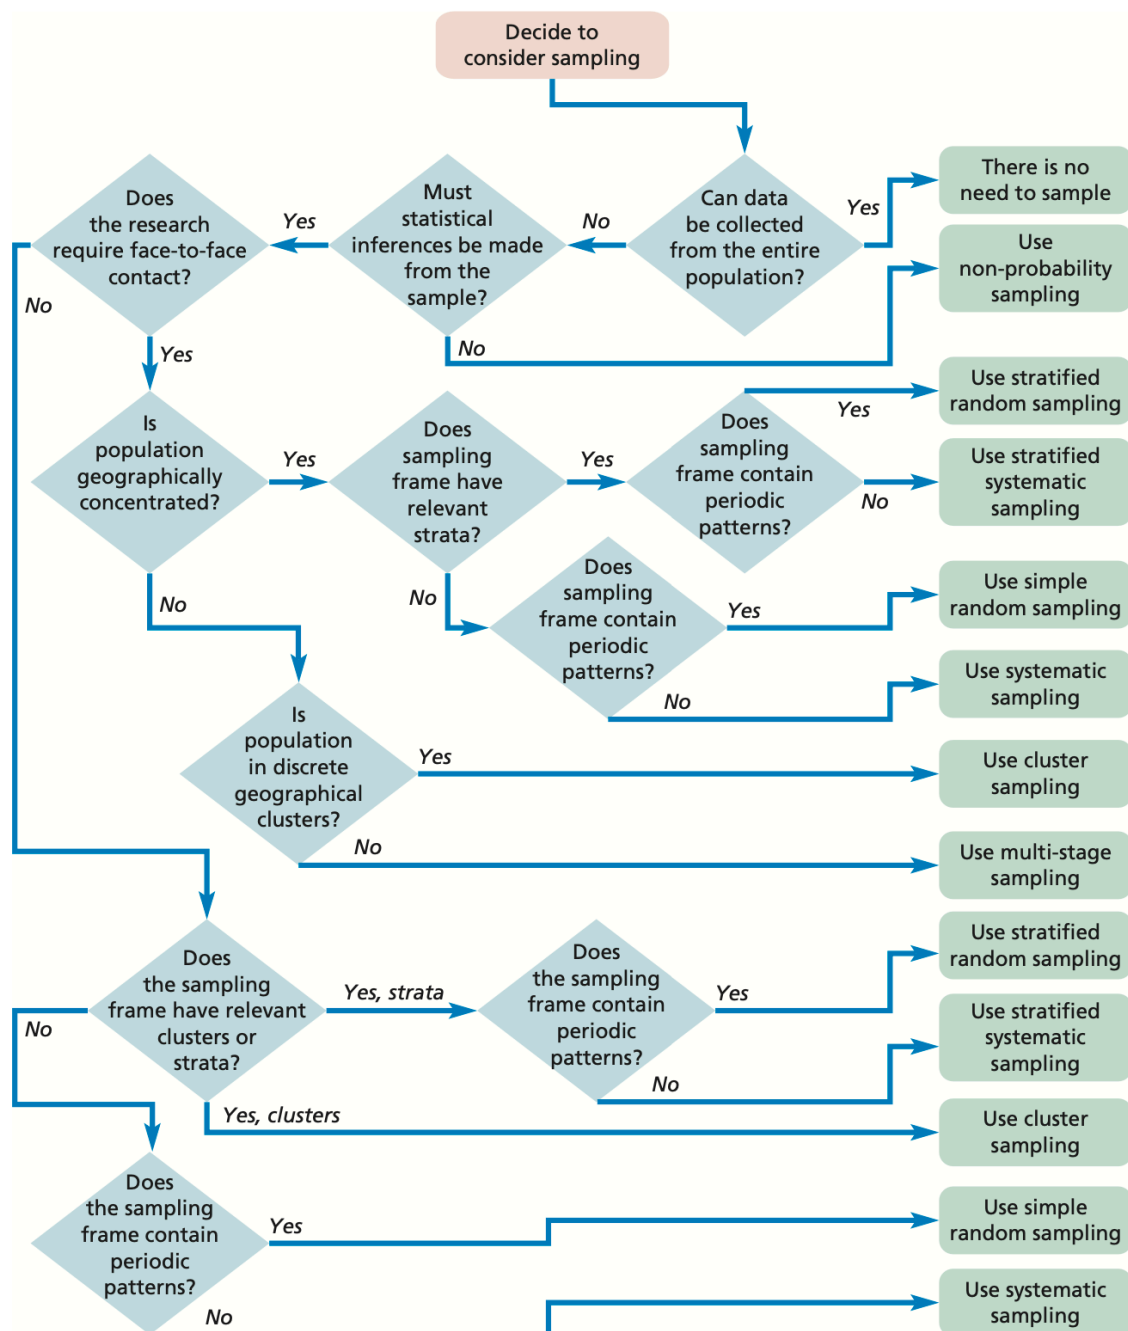 Decide to
consider sampling
Does
the research
require face-to-face
contact?
Yes
Must
statistical
inferences be made
from the
sample?
No
Can data
be collected
from the entire
population?
Yes
There is no
need to sample
Use
non-probability
sampling
No
Yes
No
Is
population
geographically
concentrated?
Yes
Does
sampling
frame have
relevant
strata?
Yes
Does
sampling
frame contain
periodic
patterns?
Yes
No
Use stratified
random sampling
Use stratified
systematic
sampling
No
No
Does
sampling
frame contain
periodic
patterns?
Yes
No
Use simple
random sampling
Use systematic
sampling
Is
population
in discrete
geographical
clusters?
Yes
Use cluster
sampling
No
Use multi-stage
sampling
Does
the sampling
frame have relevant
clusters or
strata?
Yes, strata
Does
the sampling
frame contain
periodic
patterns?
Yes
No
Use stratified
random sampling
Use stratified
systematic
sampling
No
Yes, clusters
Use cluster
sampling
Does
the sampling
frame contain
periodic
patterns?
Yes
Use simple
random sampling
No
Use systematic
sampling